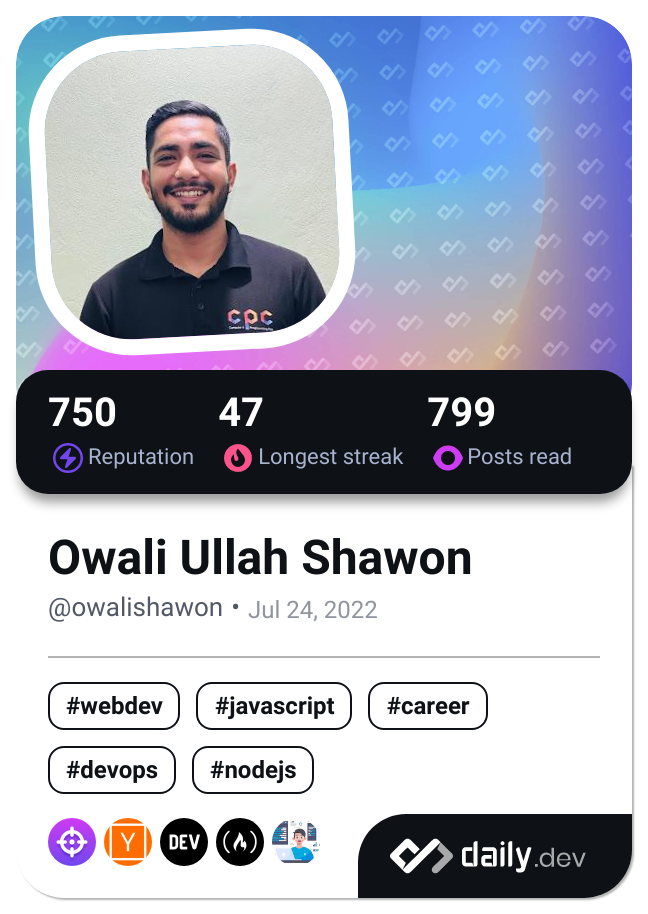 cpc
750
47
799
Reputation
Longest streak
Posts read
Owali Ullah Shawon
@owalishawon • Jul 24, 2022
#webdev
#javascript
#career
#devops
#nodejs
Y
DEV
daily.dev